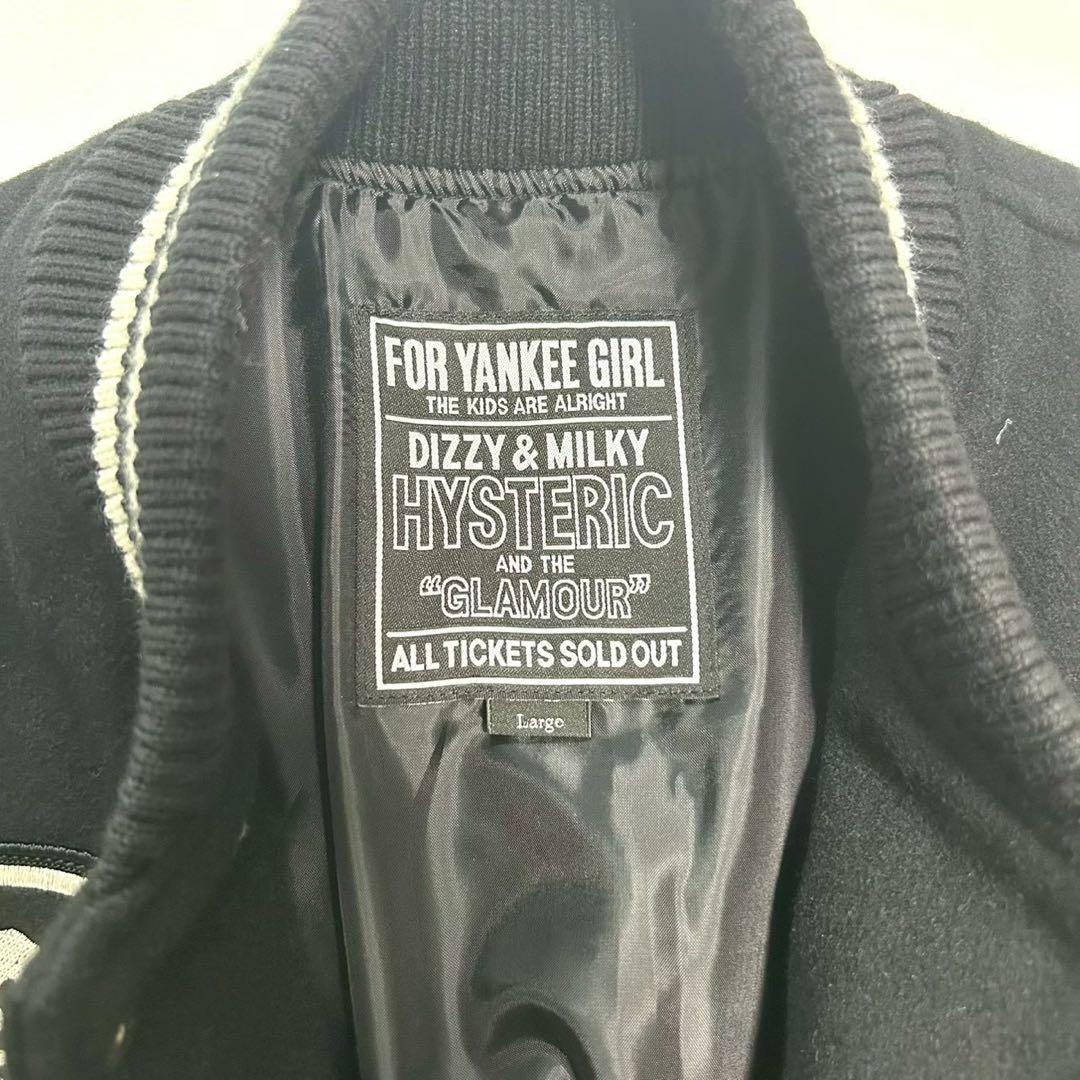 FOR YANKEE GIRL
THE KIDS ARE ALRIGHT
DIZZY & MILKY
HYSTERIC
AND THE
“GLAMOUR”
ALL TICKETS SOLD OUT
Large